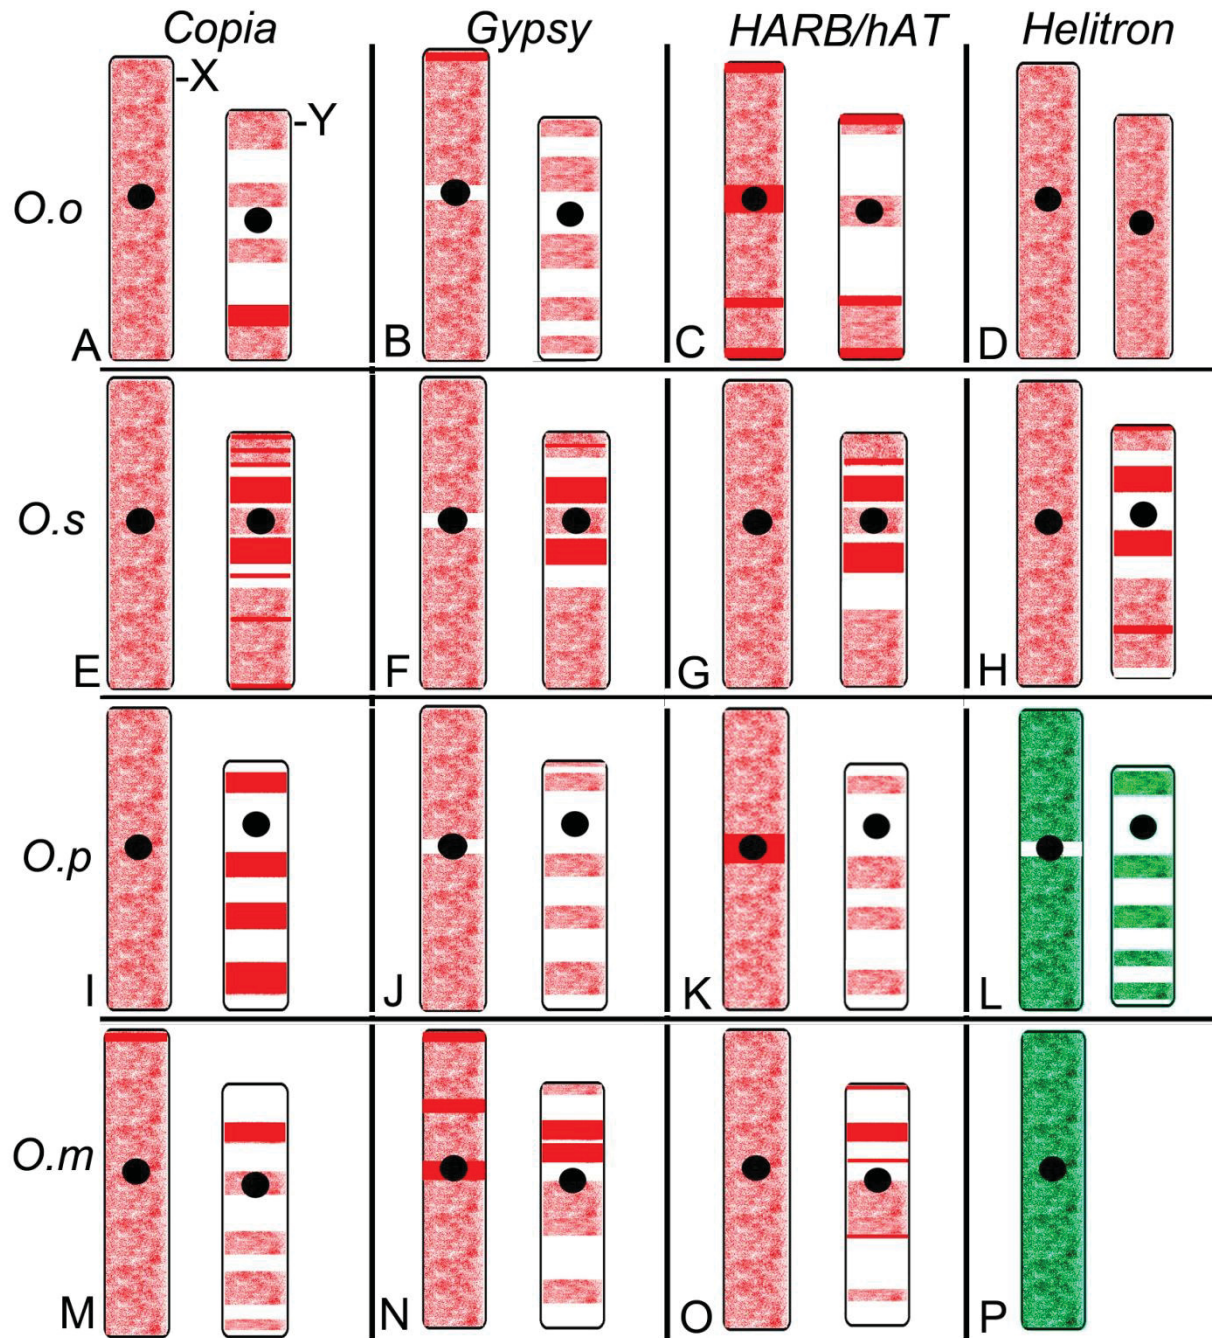 Copia Gypsy HARB/hAT Helitron
-X
-Y
O.o
A B C D
O.s
E F G H
O.p
I J K L
O.m
M N O P